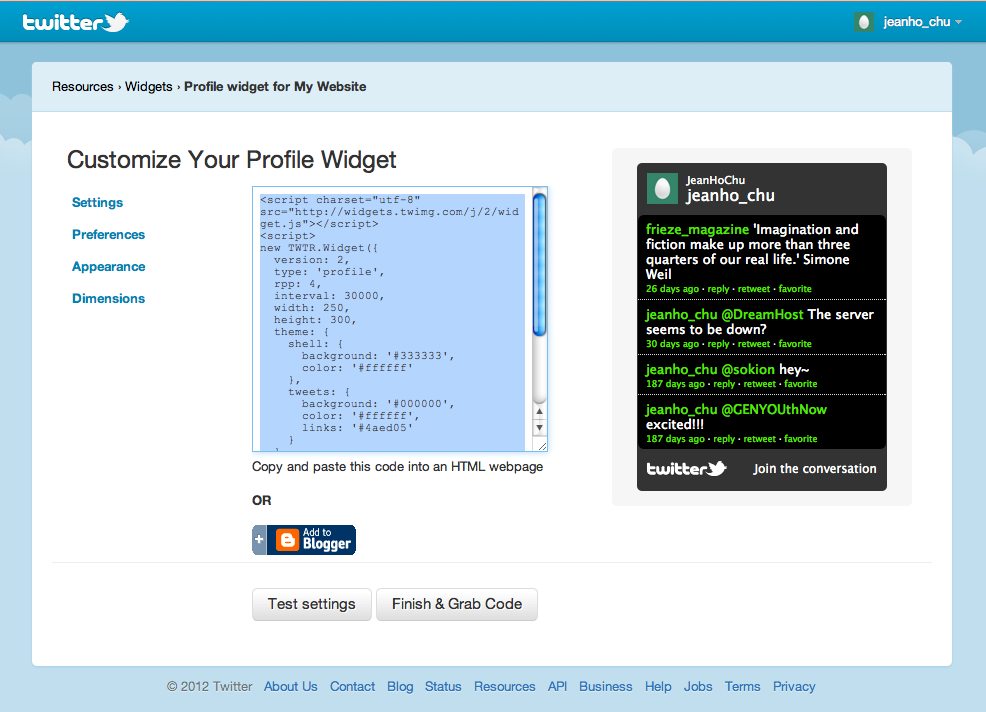 twitter
jeanho_chu
Resources › Widgets › Profile widget for My Website
Customize Your Profile Widget
Settings
Preferences
Appearance
Dimensions
<script charset="utf-8"
src="http://widgets.twimg.com/j/2/wid
get.js"></script>
<script>
new TWTR.Widget({
  version: 2,
  type: 'profile',
  rpp: 4,
  interval: 30000,
  width: 250,
  height: 300,
  theme: {
    shell: {
      background: '#333333',
      color: '#ffffff'
    },
    tweets: {
      background: '#000000',
      color: '#ffffff',
      links: '#4aed05'
    }
Copy and paste this code into an HTML webpage
OR
+ Add to
Blogger
Test settings
Finish & Grab Code
JeanHoChu
jeanho_chu
frieze_magazine 'Imagination and
fiction make up more than three
quarters of our real life.' Simone
Weil
26 days ago · reply · retweet · favorite
jeanho_chu @DreamHost The server
seems to be down?
30 days ago · reply · retweet · favorite
jeanho_chu @sokion hey~
187 days ago · reply · retweet · favorite
jeanho_chu @GENYOUthNow
excited!!!
187 days ago · reply · retweet · favorite
twitter
Join the conversation
© 2012 Twitter About Us Contact Blog Status Resources API Business Help Jobs Terms Privacy